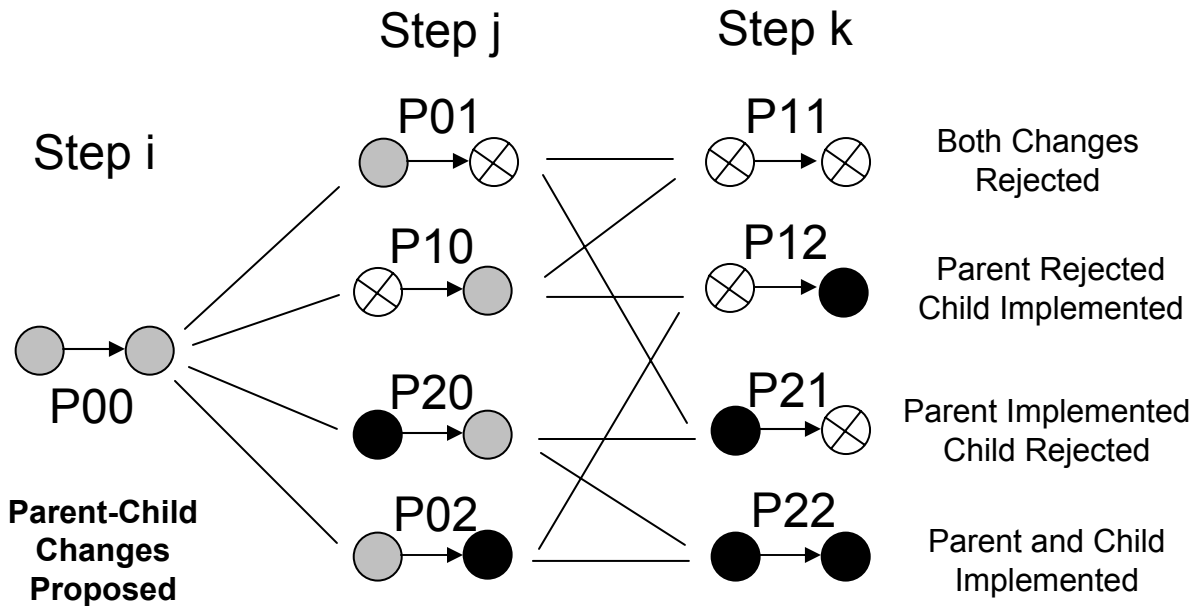 Step j
Step k
Step i
P01
P11
Both Changes
Rejected
P10
P12
Parent Rejected
Child Implemented
P00
P20
P21
Parent Implemented
Child Rejected
Parent-Child
Changes
Proposed
P02
P22
Parent and Child
Implemented